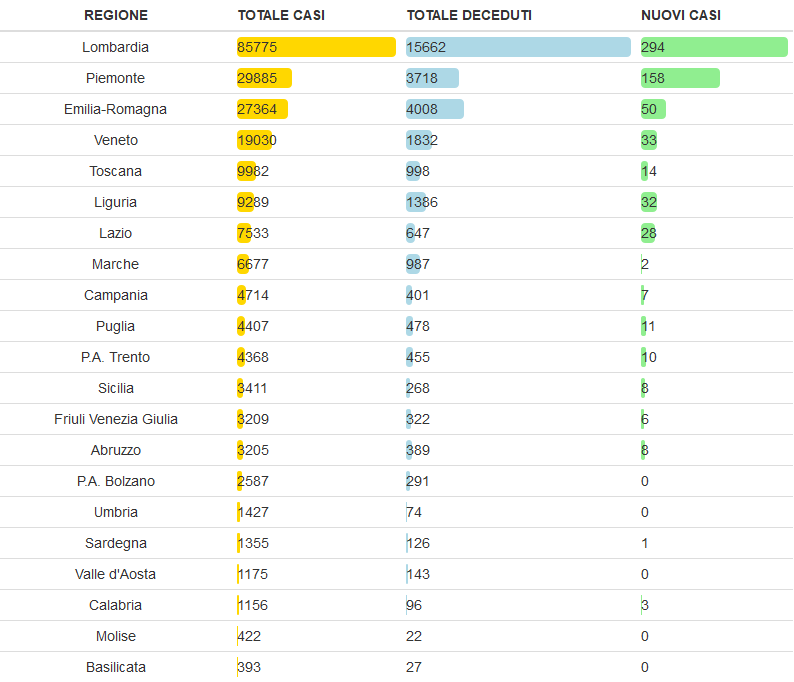 REGIONE TOTALE CASI TOTALE DECEDUTI NUOVI CASI
Lombardia 85775 15662 294
Piemonte 29885 3718 158
Emilia-Romagna 27364 4008 50
Veneto 19030 1832 33
Toscana 9982 998 14
Liguria 9289 1386 32
Lazio 7533 647 28
Marche 6677 987 2
Campania 4714 401 7
Puglia 4407 478 11
P.A. Trento 4368 455 10
Sicilia 3411 268 8
Friuli Venezia Giulia 3209 322 6
Abruzzo 3205 389 8
P.A. Bolzano 2587 291 0
Umbria 1427 74 0
Sardegna 1355 126 1
Valle d'Aosta 1175 143 0
Calabria 1156 96 3
Molise 422 22 0
Basilicata 393 27 0